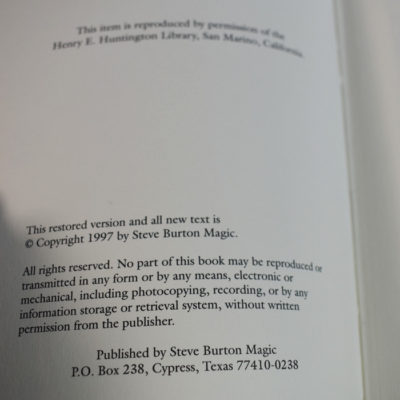 This item is reproduced by permission of the
Henry E. Huntington Library, San Marino, California.
This restored version and all new text is
© Copyright 1997 by Steve Burton Magic.
All rights reserved. No part of this book may be reproduced or
transmitted in any form or by any means, electronic or
mechanical, including photocopying, recording, or by any
information storage or retrieval system, without written
permission from the publisher.
Published by Steve Burton Magic
P.O. Box 238, Cypress, Texas 77410-0238